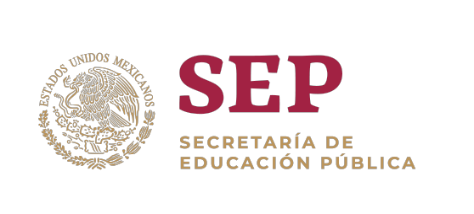 ESTADOS UNIDOS MEXICANOS
SEP
SECRETARÍA DE
EDUCACIÓN PÚBLICA